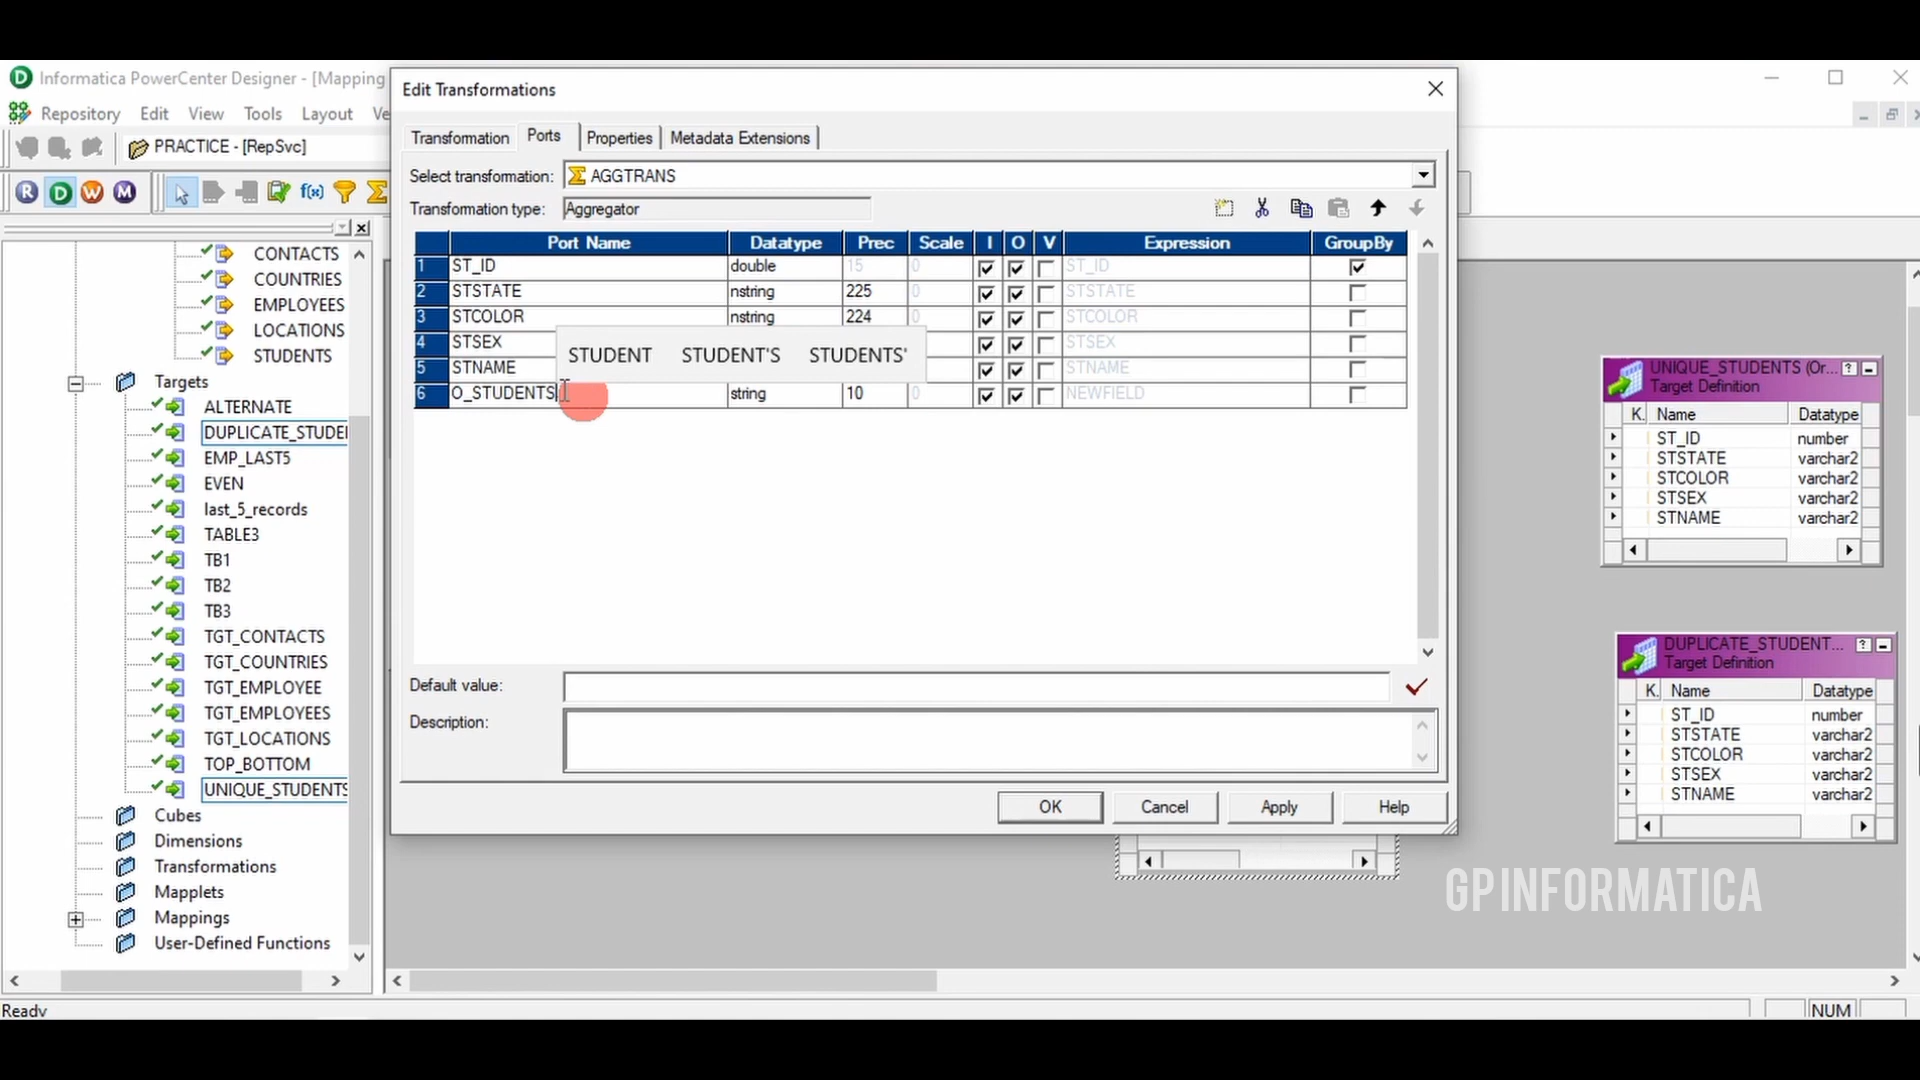 Informatica PowerCenter Designer - [Mapping
Repository Edit View Tools Layout Ve
PRACTICE - [RepSvc]
R D W M f(x)
CONTACTS
COUNTRIES
EMPLOYEES
LOCATIONS
STUDENTS
Targets
ALTERNATE
DUPLICATE_STUDE
EMP_LAST5
EVEN
last_5_records
TABLE3
TB1
TB2
TB3
TGT_CONTACTS
TGT_COUNTRIES
TGT_EMPLOYEE
TGT_EMPLOYEES
TGT_LOCATIONS
TOP_BOTTOM
UNIQUE_STUDENTS
Cubes
Dimensions
Transformations
Mapplets
Mappings
User-Defined Functions
Ready
NUM
Edit Transformations
Transformation Ports Properties Metadata Extensions
Select transformation: AGGTRANS
Transformation type: Aggregator
Port Name Datatype Prec Scale I O V Expression GroupBy
1 ST_ID double 15 0 ST_ID
2 STSTATE nstring 225 0 STSTATE
3 STCOLOR nstring 224 0 STCOLOR
4 STSEX STSEX
5 STNAME STNAME
6 O_STUDENTS string 10 0 NEWFIELD
STUDENT STUDENT'S STUDENTS'
Default value:
Description:
OK Cancel Apply Help
UNIQUE_STUDENTS (Or...
Target Definition
K. Name Datatype
ST_ID number
STSTATE varchar2
STCOLOR varchar2
STSEX varchar2
STNAME varchar2
DUPLICATE_STUDENT...
Target Definition
K. Name Datatype
ST_ID number
STSTATE varchar2
STCOLOR varchar2
STSEX varchar2
STNAME varchar2
GPINFORMATICA